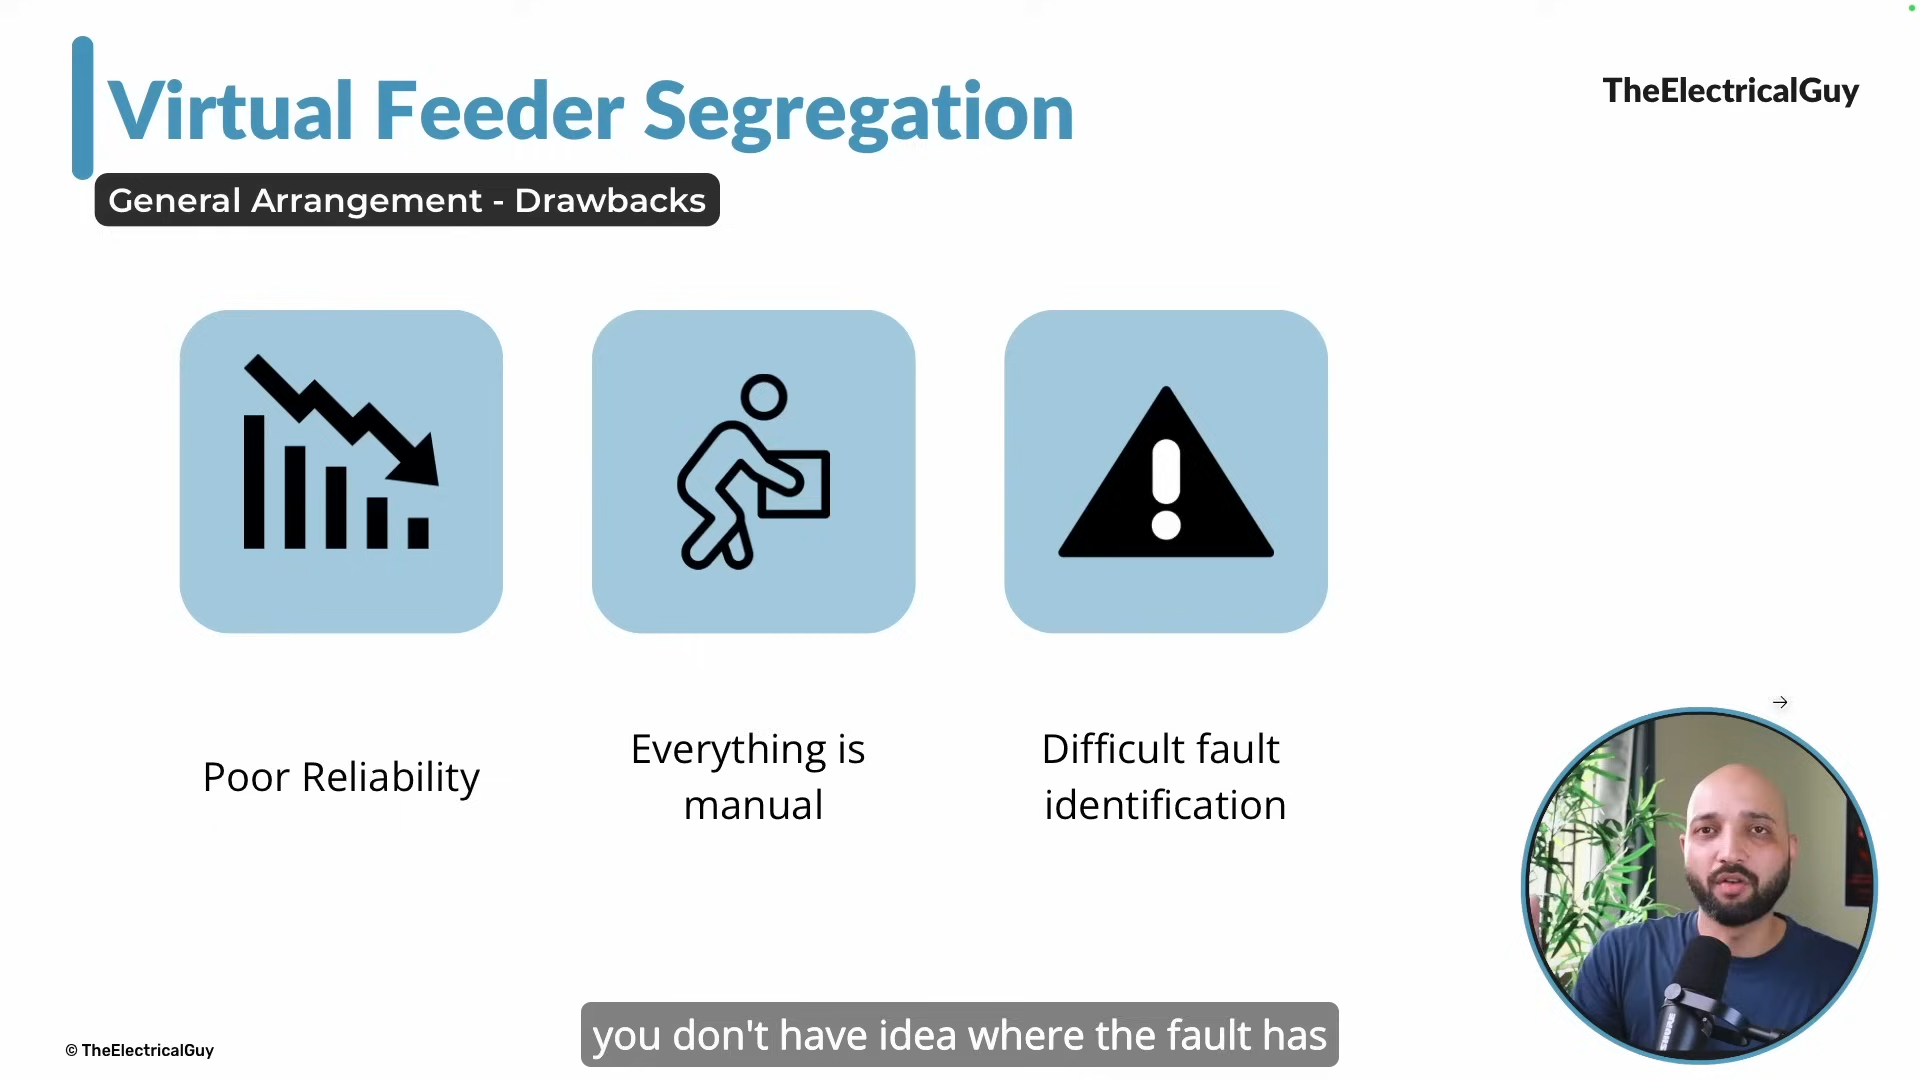 Virtual Feeder Segregation
TheElectricalGuy
General Arrangement - Drawbacks
Poor Reliability
Everything is
manual
Difficult fault
identification
you don't have idea where the fault has
© TheElectricalGuy
SHURE